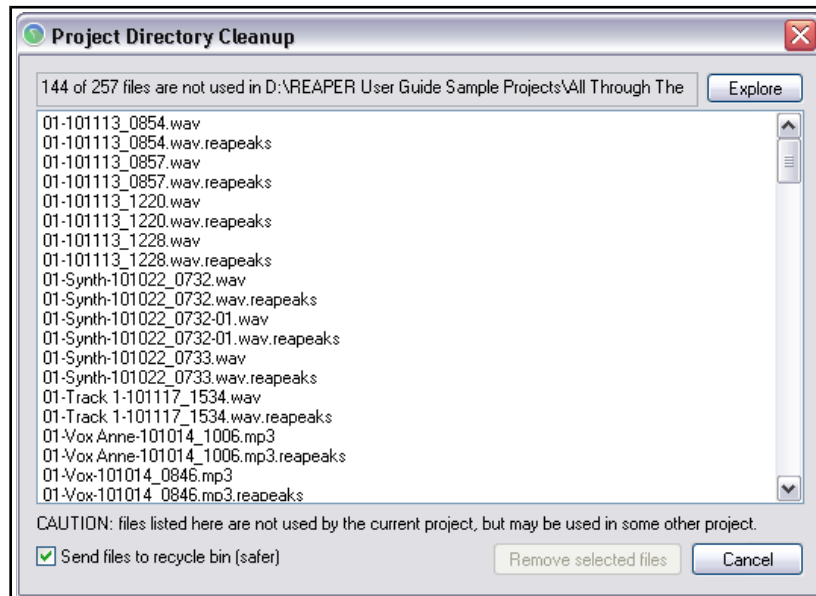 Project Directory Cleanup
144 of 257 files are not used in D:\REAPER User Guide Sample Projects\All Through The
Explore
01-101113_0854.wav
01-101113_0854.wav.reapeaks
01-101113_0857.wav
01-101113_0857.wav.reapeaks
01-101113_1220.wav
01-101113_1220.wav.reapeaks
01-101113_1228.wav
01-101113_1228.wav.reapeaks
01-Synth-101022_0732.wav
01-Synth-101022_0732.wav.reapeaks
01-Synth-101022_0732-01.wav
01-Synth-101022_0732-01.wav.reapeaks
01-Synth-101022_0733.wav
01-Synth-101022_0733.wav.reapeaks
01-Track 1-101117_1534.wav
01-Track 1-101117_1534.wav.reapeaks
01-Vox Anne-101014_1006.mp3
01-Vox Anne-101014_1006.mp3.reapeaks
01-Vox-101014_0846.mp3
01-Vox-101014_0846.mp3.reapeaks
CAUTION: files listed here are not used by the current project, but may be used in some other project.
Send files to recycle bin (safer)
Remove selected files
Cancel